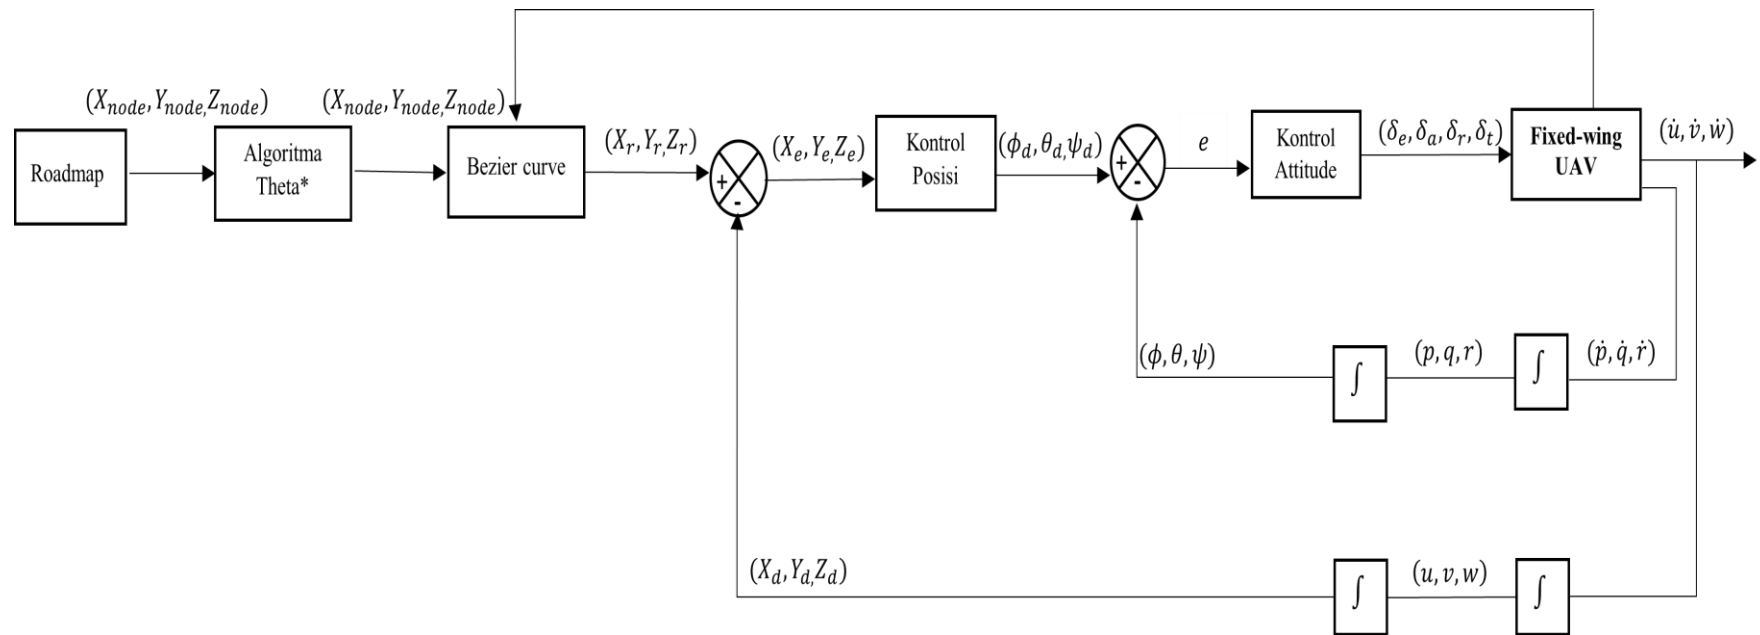 (X_node, Y_node, Z_node)
(X_node, Y_node, Z_node)
Roadmap
Algoritma
Theta*
Bezier curve
(X_r, Y_r, Z_r)
+
-
(X_e, Y_e, Z_e)
Kontrol
Posisi
(ϕ_d, θ_d, ψ_d)
+
-
e
Kontrol
Attitude
(δ_e, δ_a, δ_r, δ_t)
Fixed-wing
UAV
(u̇, v̇, ẇ)
(ϕ, θ, ψ)
∫
(p, q, r)
∫
(ṗ, q̇, ṙ)
(X_d, Y_d, Z_d)
∫
(u, v, w)
∫